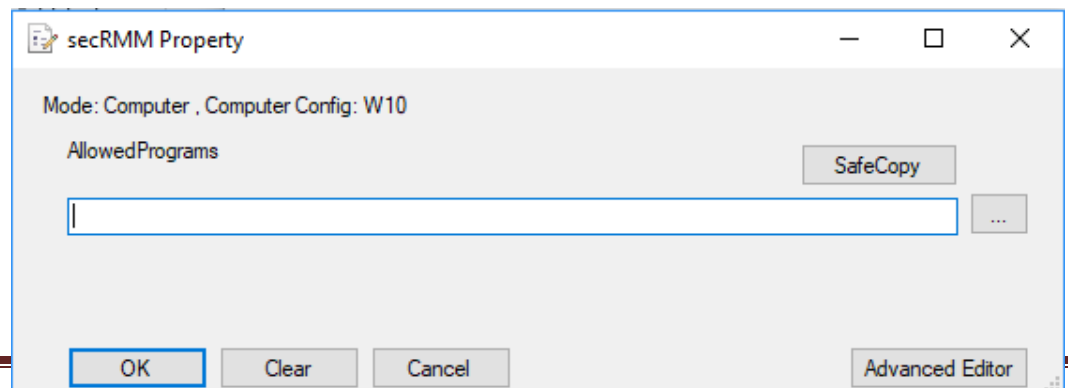 secRMM Property
Mode: Computer , Computer Config: W10
AllowedPrograms
SafeCopy
...
OK Clear Cancel Advanced Editor